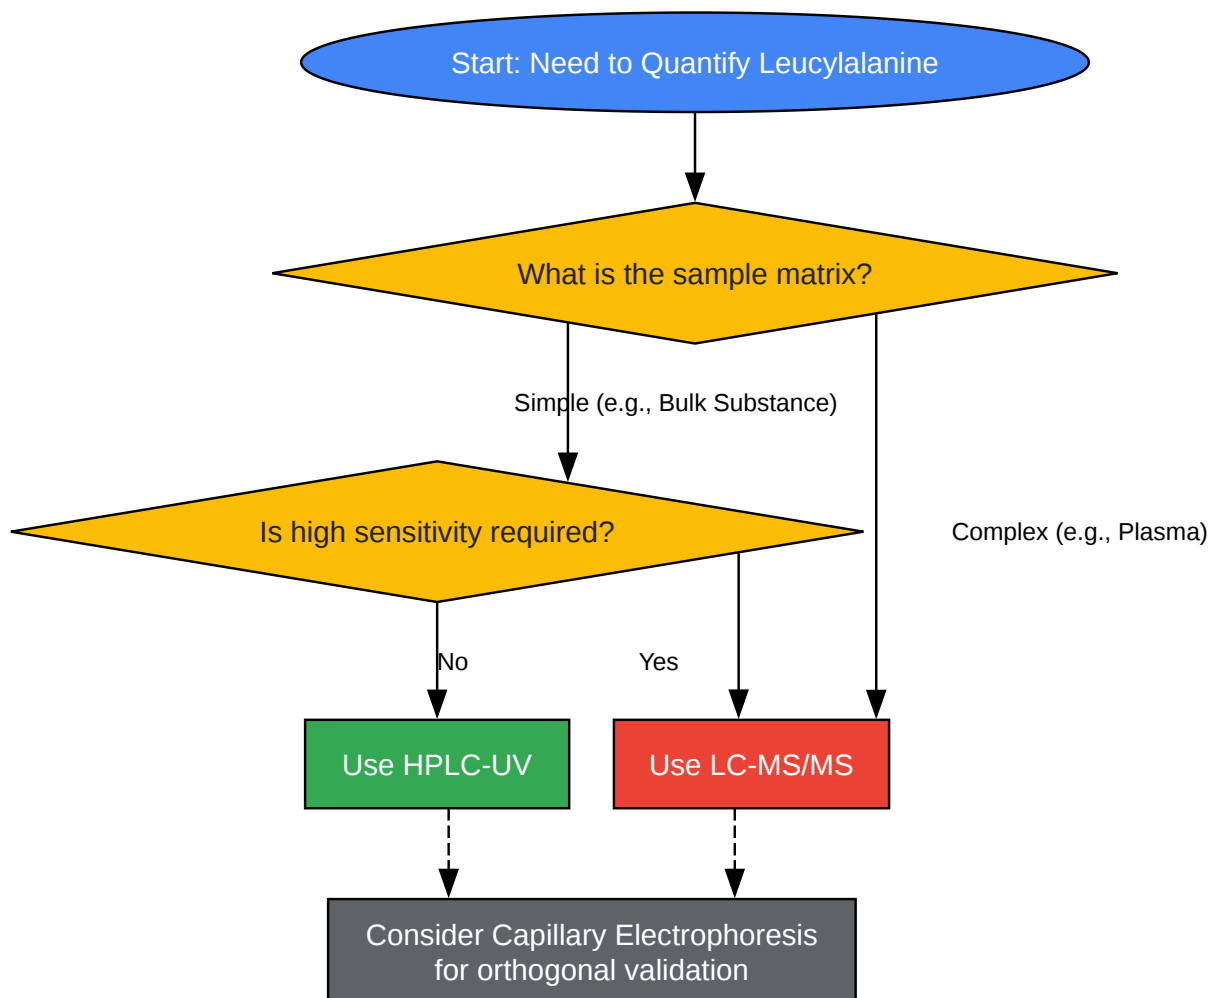 Start: Need to Quantify Leucylalanine
What is the sample matrix?
Simple (e.g., Bulk Substance)
Is high sensitivity required?
Complex (e.g., Plasma)
No
Yes
Use HPLC-UV
Use LC-MS/MS
Consider Capillary Electrophoresis
for orthogonal validation